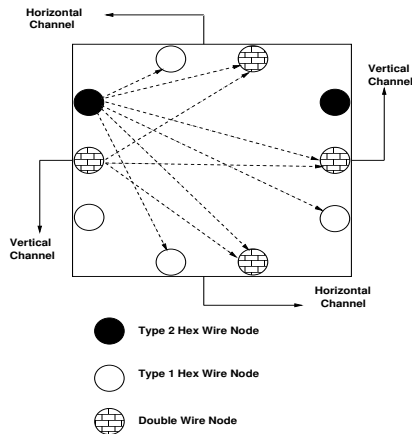 Horizontal
Channel
Vertical
Channel
Vertical
Channel
Horizontal
Channel
Type 2 Hex Wire Node
Type 1 Hex Wire Node
Double Wire Node